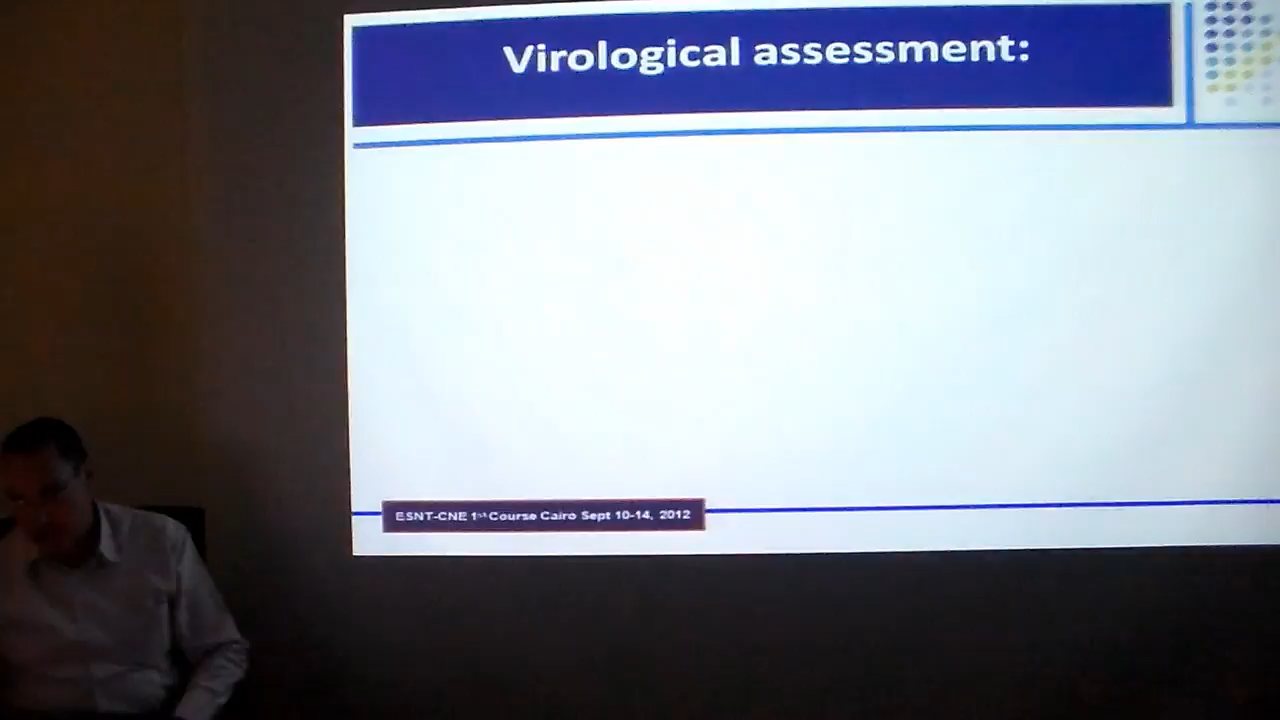 Virological assessment:
ESNT-CNE 1st Course Cairo Sept 10-14, 2012